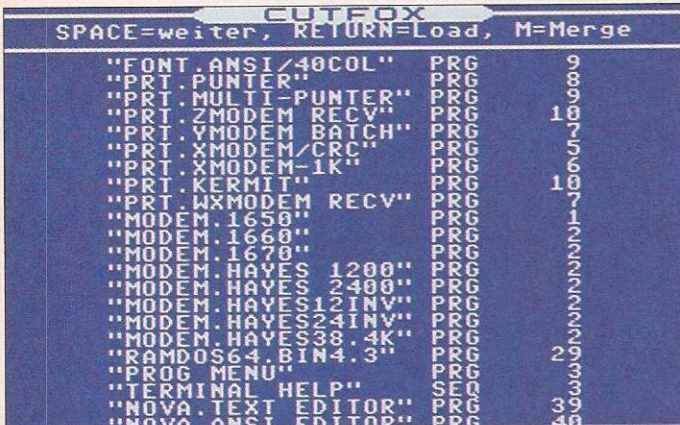 CUTFOX
SPACE=weiter, RETURN=Load, M=Merge
"FONT.ANSI/40COL" PRG 9
"PRT.PUNTER" PRG 8
"PRT.MULTI-PUNTER" PRG 9
"PRT.ZMODEM RECV" PRG 10
"PRT.YMODEM BATCH" PRG 7
"PRT.XMODEM/CRC" PRG 5
"PRT.XMODEM-1K" PRG 6
"PRT.KERMIT" PRG 10
"PRT.WXMODEM RECV" PRG 7
"MODEM.1650" PRG 1
"MODEM.1660" PRG 2
"MODEM.1670" PRG 2
"MODEM.HAYES 1200" PRG 2
"MODEM.HAYES 2400" PRG 2
"MODEM.HAYES12INV" PRG 2
"MODEM.HAYES24INV" PRG 2
"MODEM.HAYES38.4K" PRG 2
"RAMDOS64.BIN4.3" PRG 29
"PROG MENU" PRG 3
"TERMINAL HELP" SEQ 3
"NOVA.TEXT EDITOR" PRG 39
"NOVA.ANSI EDITOR" PRG 40